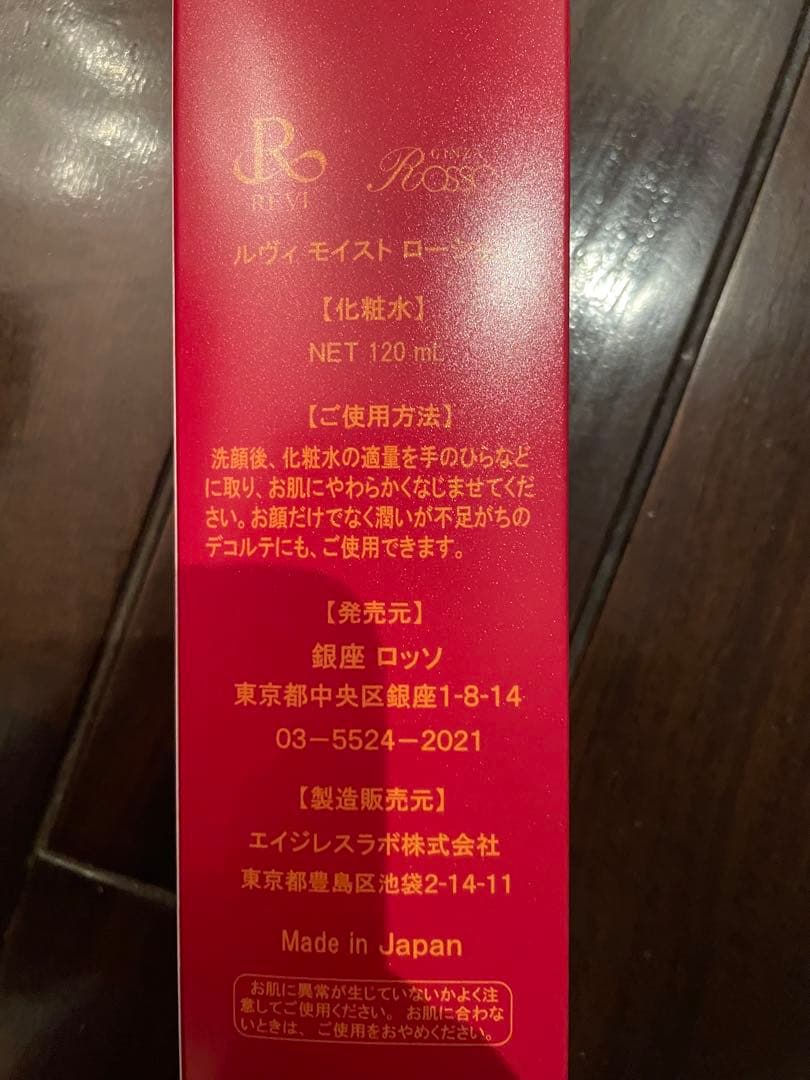 R
REVI
GINZA
Rosso
ルヴィ モイスト ローション
【化粧水】
NET 120 mL
【ご使用方法】
洗顔後、化粧水の適量を手のひらなど
に取り、お肌にやわらかくなじませてくだ
さい。お顔だけでなく潤いが不足がちの
デコルテにも、ご使用できます。
【発売元】
銀座 ロッソ
東京都中央区銀座1-8-14
03-5524-2021
【製造販売元】
エイジレスラボ株式会社
東京都豊島区池袋2-14-11
Made in Japan
お肌に異常が生じていないかよく注
意してご使用ください。お肌に合わな
いときは、ご使用をおやめください。